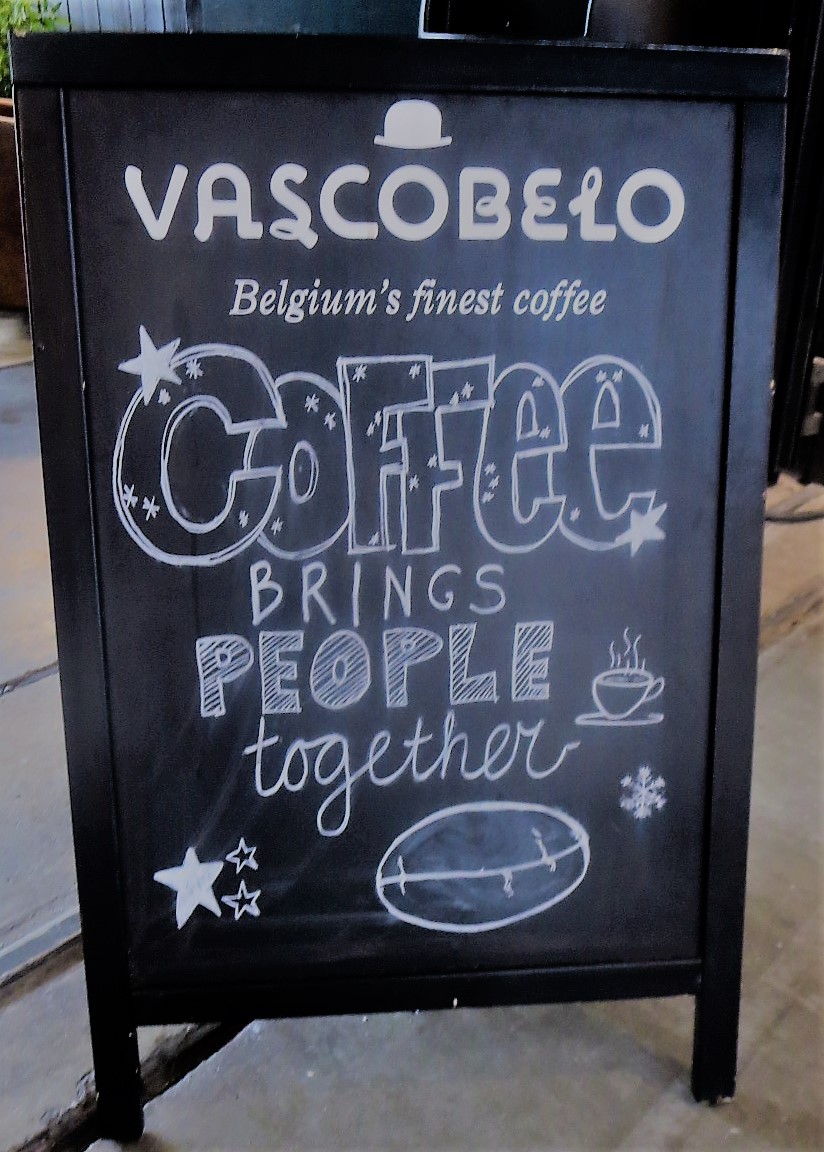 VASCOBELO
Belgium's finest coffee
Coffee
BRINGS
PEOPLE
together